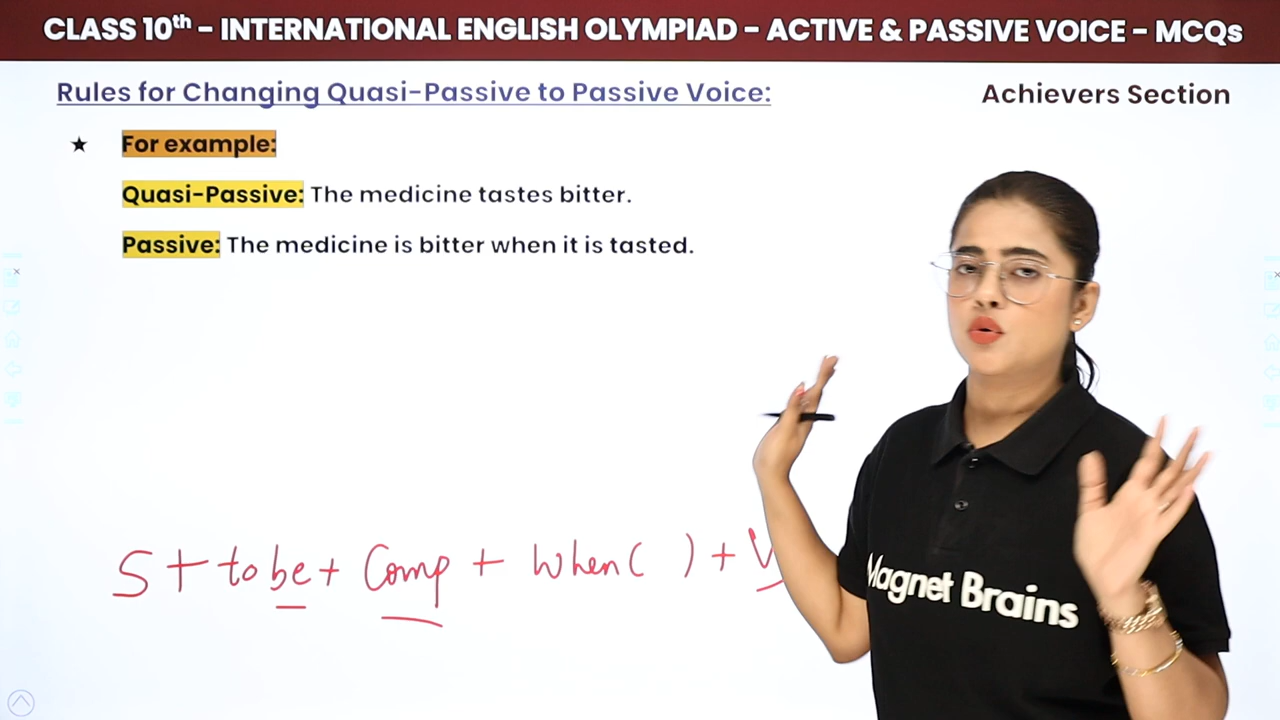 CLASS 10th - INTERNATIONAL ENGLISH OLYMPIAD - ACTIVE & PASSIVE VOICE - MCQs
Rules for Changing Quasi-Passive to Passive Voice:
Achievers Section
★ For example:
Quasi-Passive: The medicine tastes bitter.
Passive: The medicine is bitter when it is tasted.
S + to be + Comp + when ( ) + V
Magnet Brains